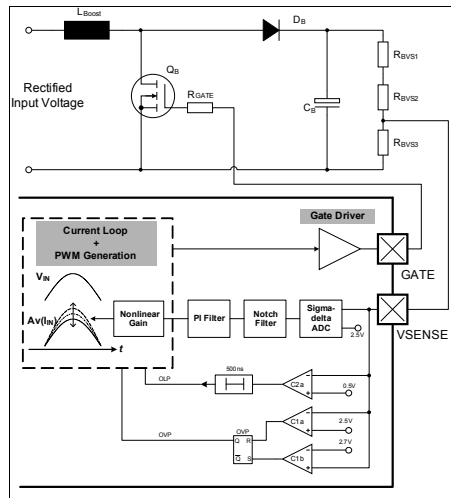 LBoost
DB
QB
RGATE
RBVS1
Rectified
Input Voltage
RBVS2
CB
RBVS3
Current Loop
+
PWM Generation
Gate Driver
GATE
VIN
Av(IIN)
t
Nonlinear
Gain
PI Filter
Notch
Filter
Sigma-
delta
ADC
2.5V
VSENSE
500ns
OLP
C2a
0.5V
OVP
OVP
Q R
Q S
C1a
2.5V
2.7V
C1b